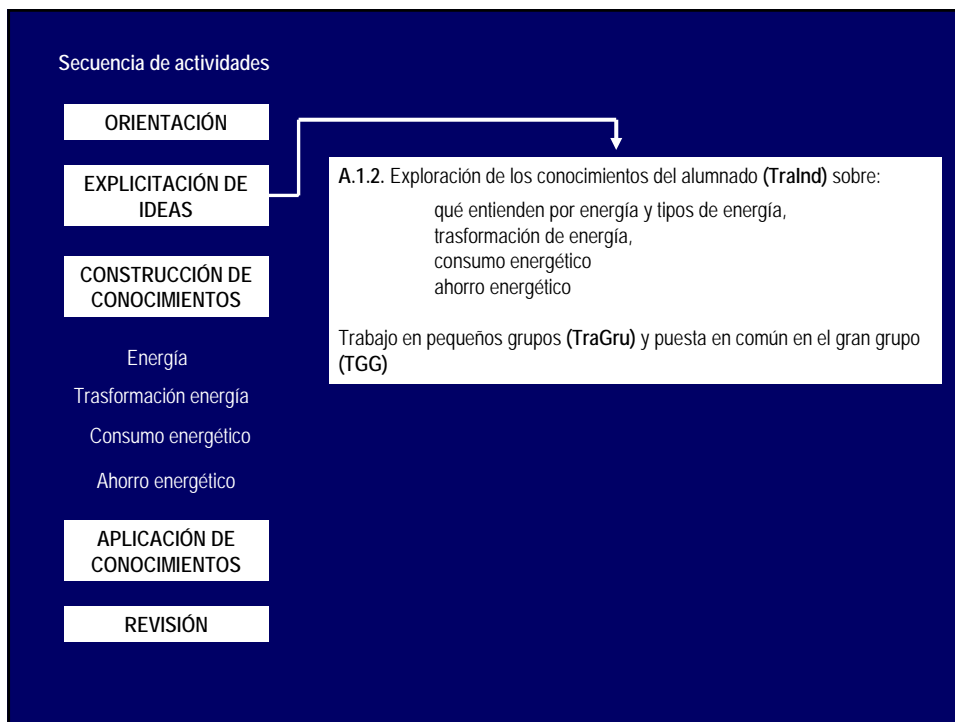 Secuencia de actividades
ORIENTACIÓN
EXPLICITACIÓN DE
IDEAS
CONSTRUCCIÓN DE
CONOCIMIENTOS
Energía
Trasformación energía
Consumo energético
Ahorro energético
APLICACIÓN DE
CONOCIMIENTOS
REVISIÓN
A.1.2. Exploración de los conocimientos del alumnado (TraInd) sobre:
qué entienden por energía y tipos de energía,
trasformación de energía,
consumo energético
ahorro energético
Trabajo en pequeños grupos (TraGru) y puesta en común en el gran grupo
(TGG)